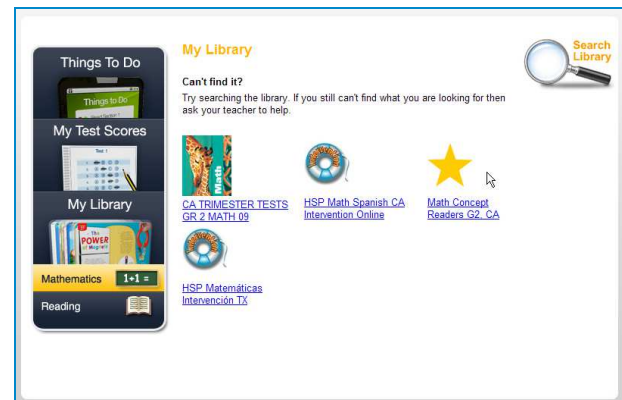 Things To Do
Things to Do
My Test Scores
Test 1
My Library
The
POWER
of Magnets
Mathematics
1+1 =
Reading
My Library
Search
Library
Can't find it?
Try searching the library. If you still can't find what you are looking for then
ask your teacher to help.
Math
CA TRIMESTER TESTS
GR 2 MATH 09
HSP Math Spanish CA
Intervention Online
Math Concept
Readers G2, CA
HSP Matemáticas
Intervención TX